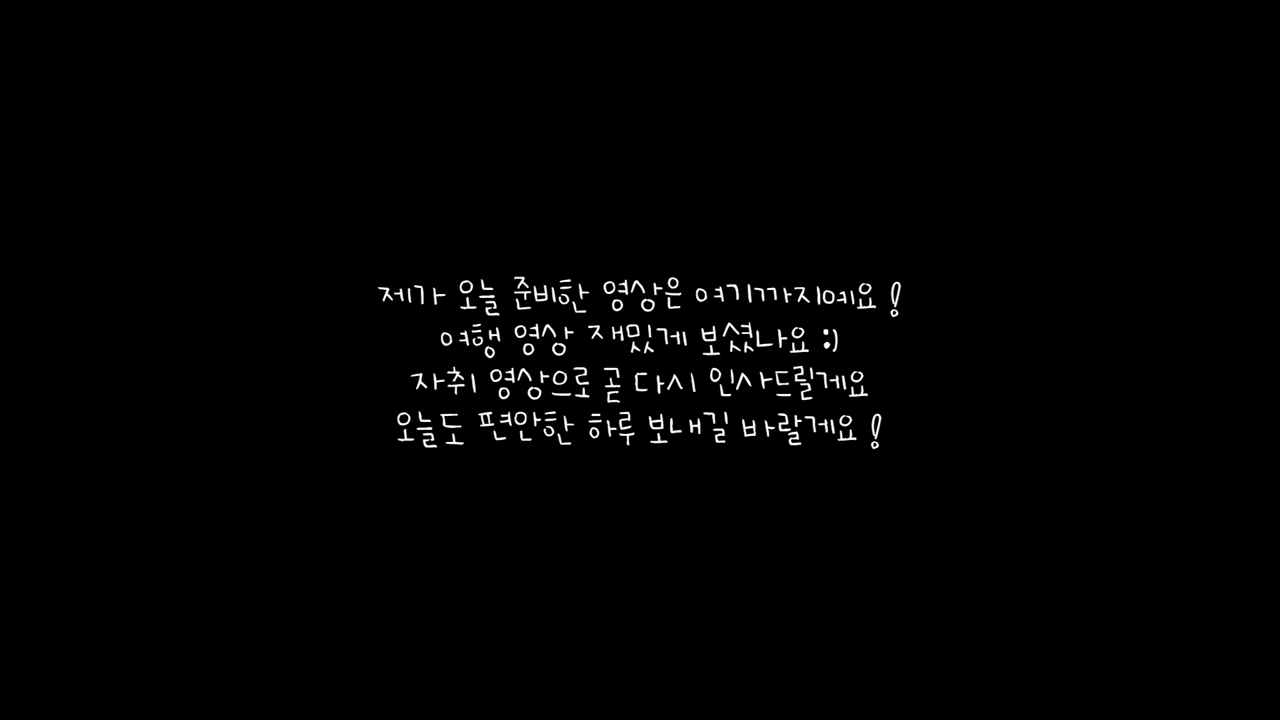 제가 오늘 준비한 영상은 여기까지예요!
여행 영상 재밌게 보셨나요 :)
자취 영상으로 곧 다시 인사드릴게요
오늘도 편안한 하루 보내길 바랄게요!